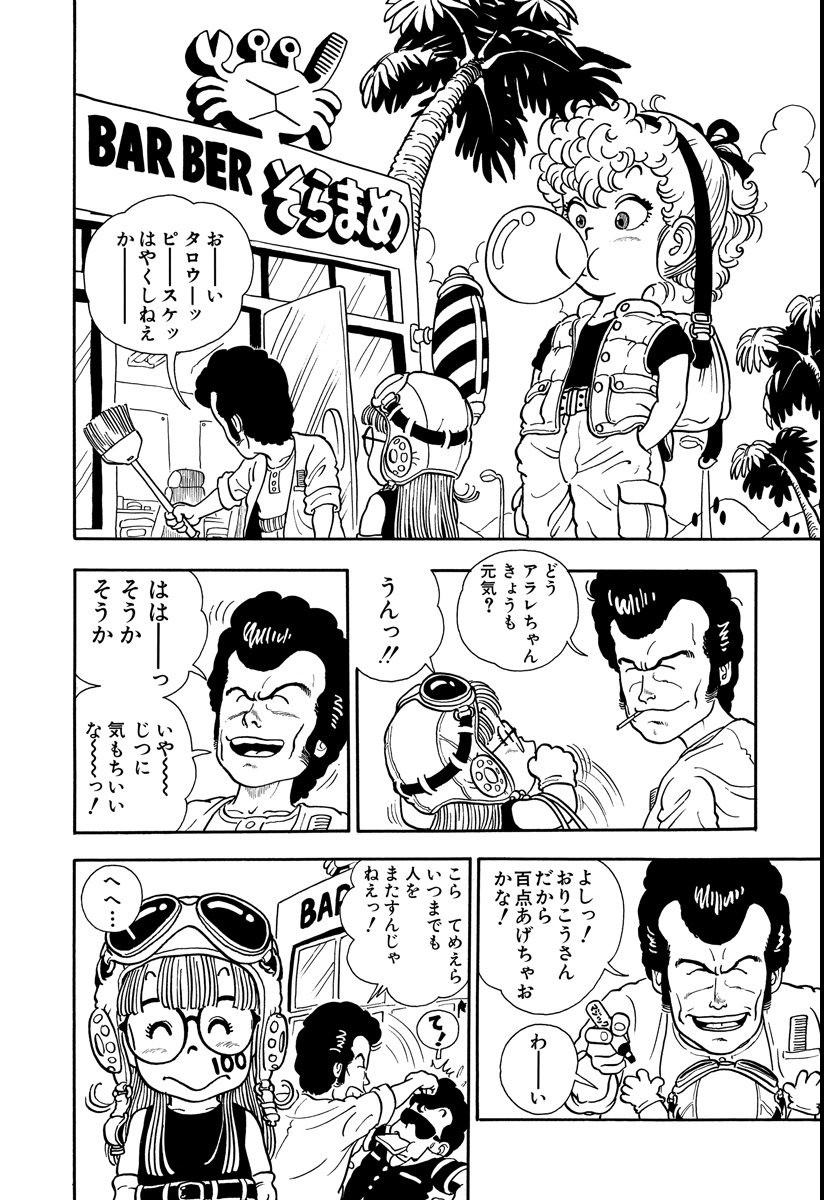 BARBER そらまめ
おーーい
タロウーッ
ピーースケッ
はやくしねえ
かーー
どう
アラレちゃん
きょうも
元気？
うんっ!!
はは――っ
そうか
そうか
いや～～
じつに
気もちいい
な～～っ！
よしっ！
おりこうさん
だから
百点あげちゃお
かな！
わ――い
こら てめえら
いつまでも
人を
またすんじゃ
ねえっ！
て！
BAR
へへ…
100